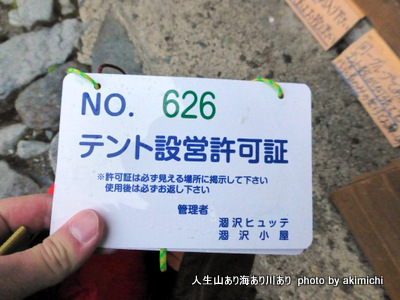 NO. 626
テント設営許可証
※許可証は必ず見える場所に掲示して下さい
使用後は必ずお返し下さい
管理者
涸沢ヒュッテ
涸沢小屋
人生山あり海あり川あり photo by akimichi